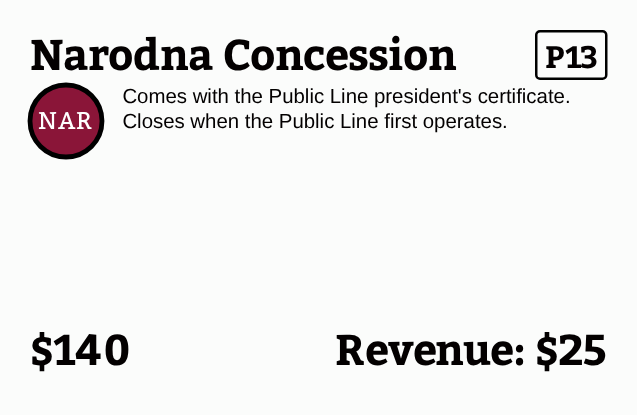 Narodna Concession
P13
NAR
Comes with the Public Line president's certificate.
Closes when the Public Line first operates.
$140
Revenue: $25